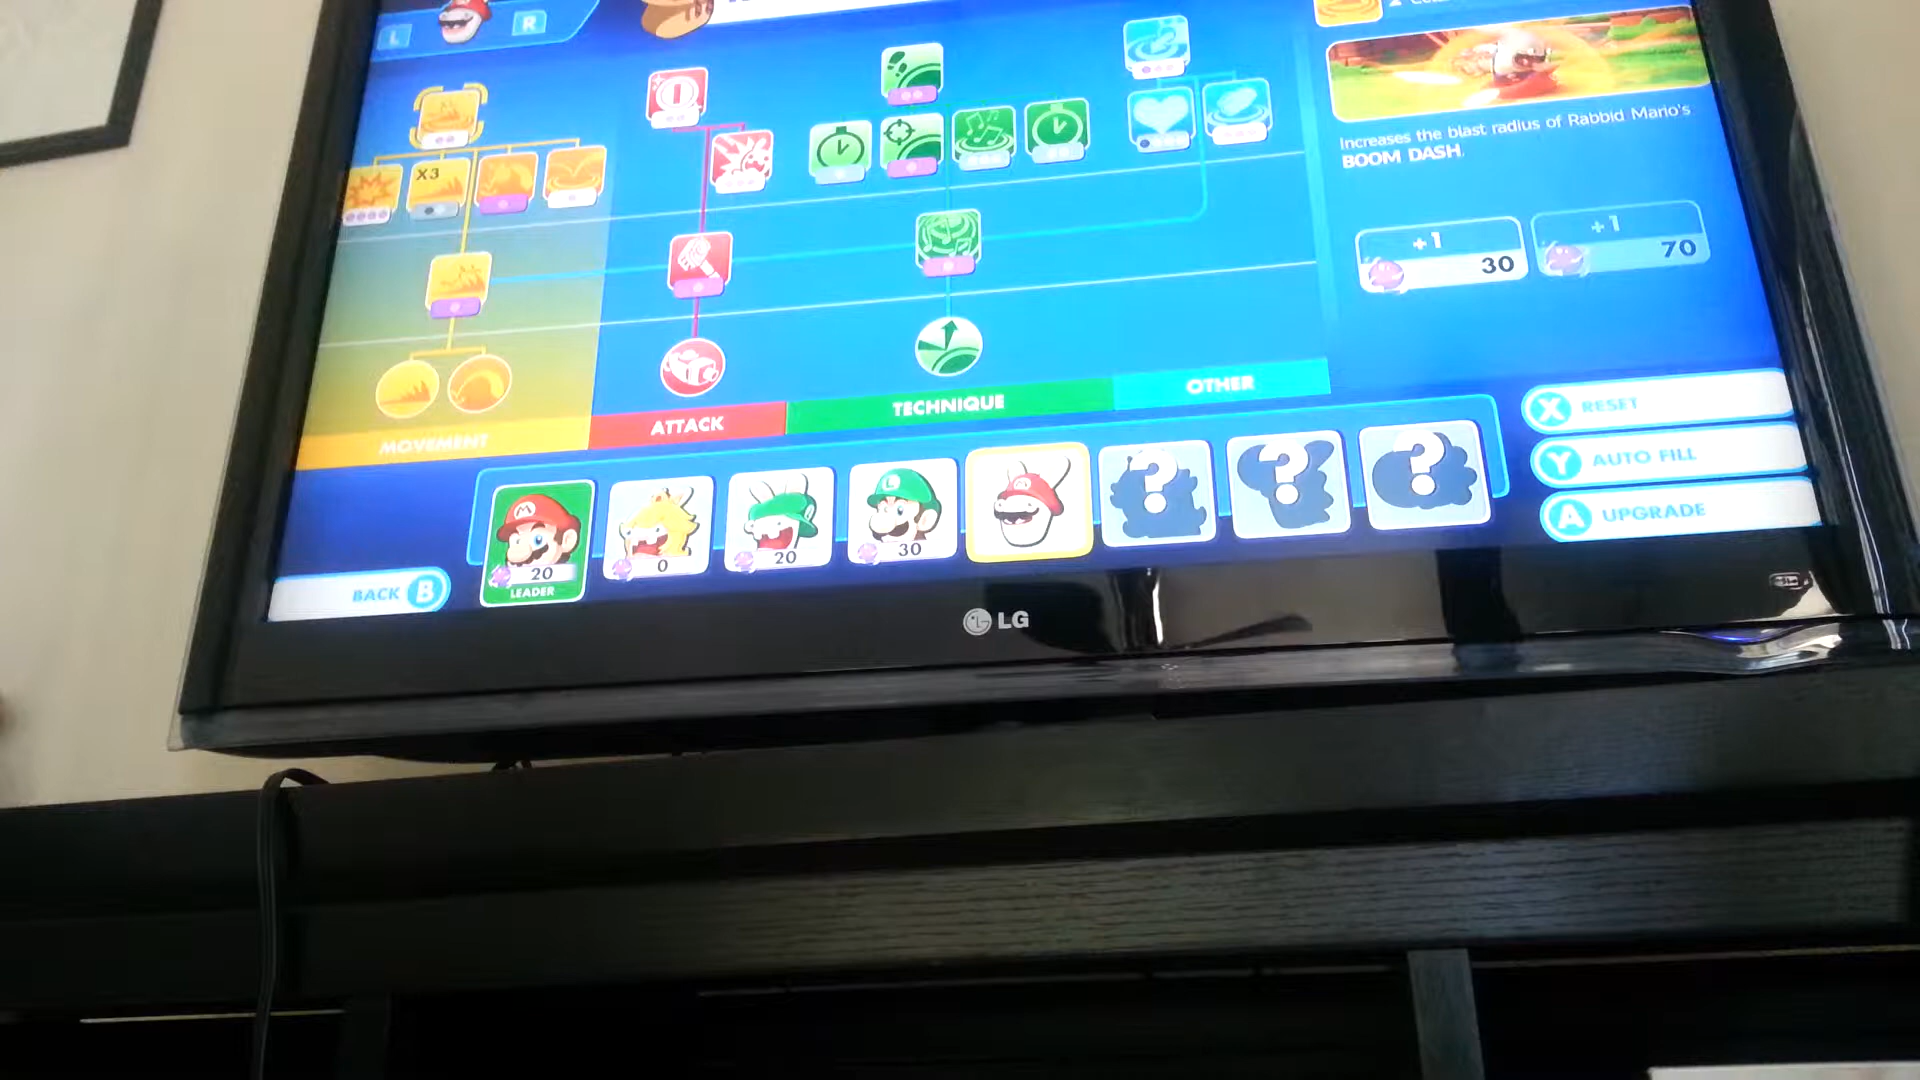 L
R
Increases the blast radius of Rabbid Mario's
BOOM DASH.
X3
+1
30
+1
70
MOVEMENT
ATTACK
TECHNIQUE
OTHER
X RESET
Y AUTO FILL
A UPGRADE
20
LEADER
0
20
30
?
?
?
BACK B
LG